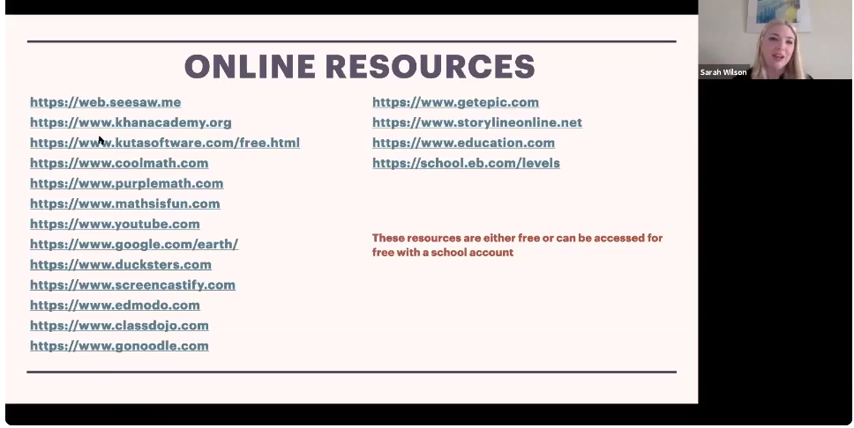 ONLINE RESOURCES
https://web.seesaw.me
https://www.khanacademy.org
https://www.kutasoftware.com/free.html
https://www.coolmath.com
https://www.purplemath.com
https://www.mathsisfun.com
https://www.youtube.com
https://www.google.com/earth/
https://www.ducksters.com
https://www.screencastify.com
https://www.edmodo.com
https://www.classdojo.com
https://www.gonoodle.com
https://www.getepic.com
https://www.storylineonline.net
https://www.education.com
https://school.eb.com/levels
These resources are either free or can be accessed for
free with a school account
Sarah Wilson